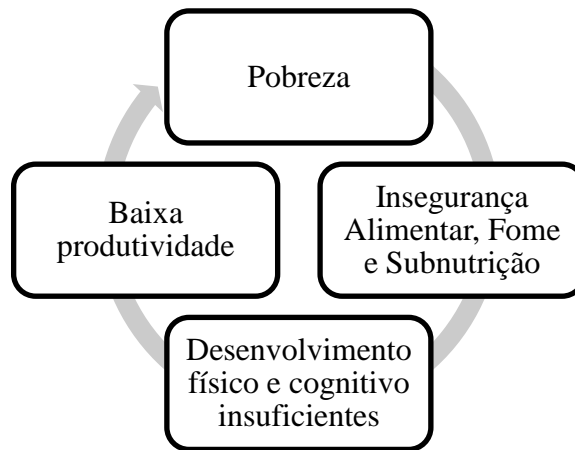 Pobreza
Insegurança
Alimentar, Fome
e Subnutrição
Desenvolvimento
físico e cognitivo
insuficientes
Baixa
produtividade